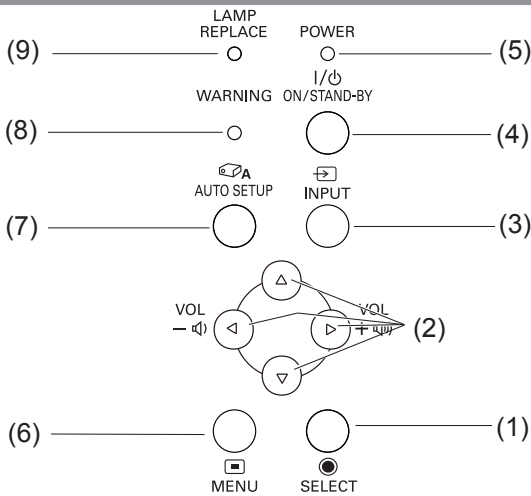 LAMP
REPLACE
POWER
(9)
(5)
I/⏻
ON/STAND-BY
WARNING
(8)
(4)
A
AUTO SETUP
INPUT
(7)
(3)
VOL
−
VOL
+
(2)
(6)
(1)
MENU
SELECT